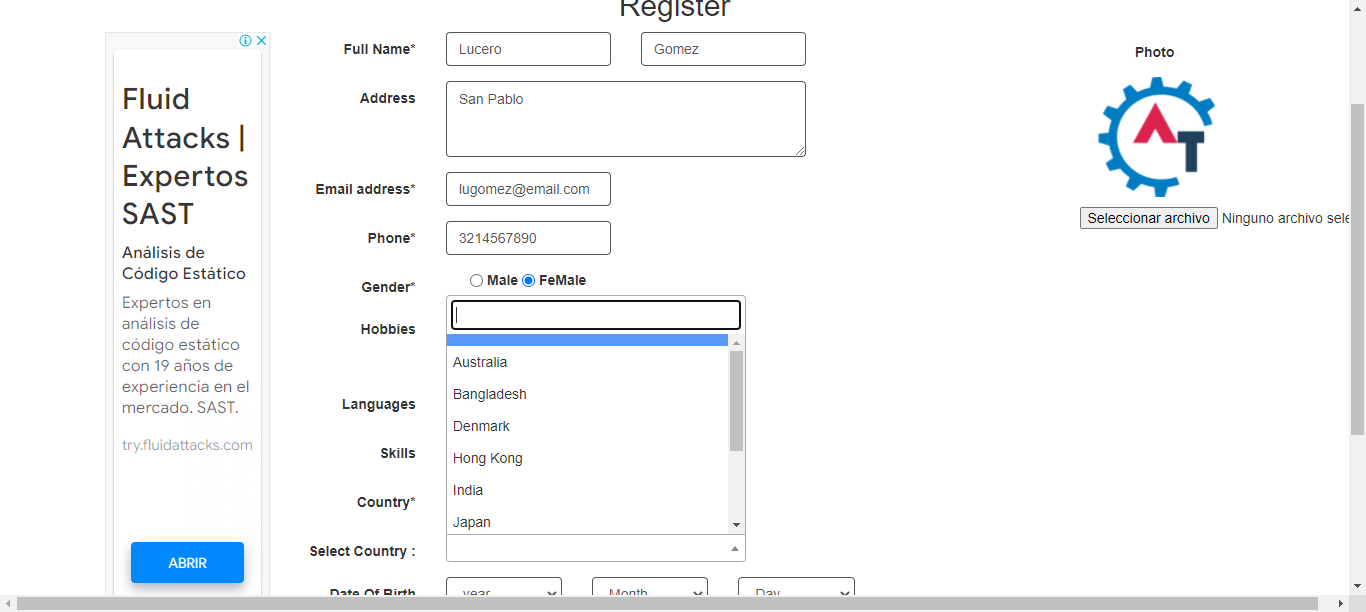 Register
Fluid
Attacks |
Expertos
SAST
Análisis de
Código Estático
Expertos en
análisis de
código estático
con 19 años de
experiencia en el
mercado. SAST.
try.fluidattacks.com
ABRIR
Full Name* Lucero Gomez
Address San Pablo
Email address* lugomez@email.com
Phone* 3214567890
Gender* Male FeMale
Hobbies
Australia
Bangladesh
Languages
Denmark
Skills
Hong Kong
India
Country*
Japan
Select Country :
Date Of Birth year Month Day
Photo
AT
Seleccionar archivo Ninguno archivo sele